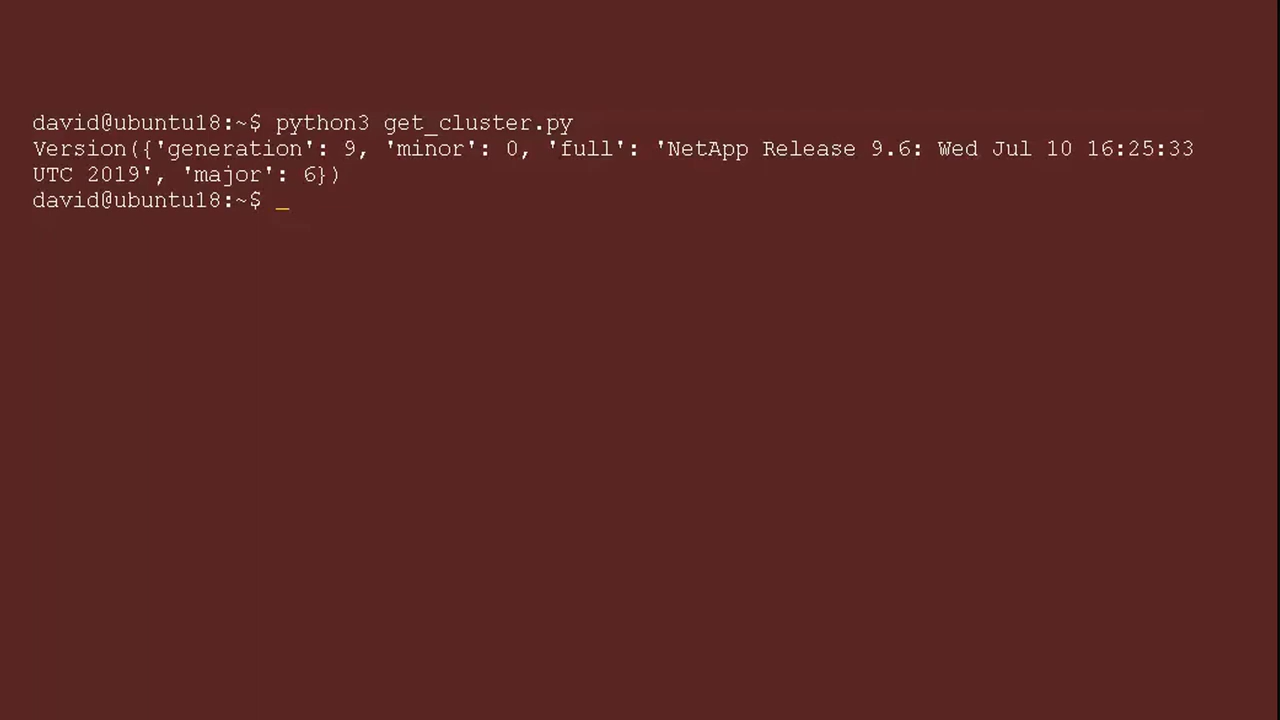 david@ubuntu18:~$ python3 get_cluster.py
Version({'generation': 9, 'minor': 0, 'full': 'NetApp Release 9.6: Wed Jul 10 16:25:33
UTC 2019', 'major': 6})
david@ubuntu18:~$ _